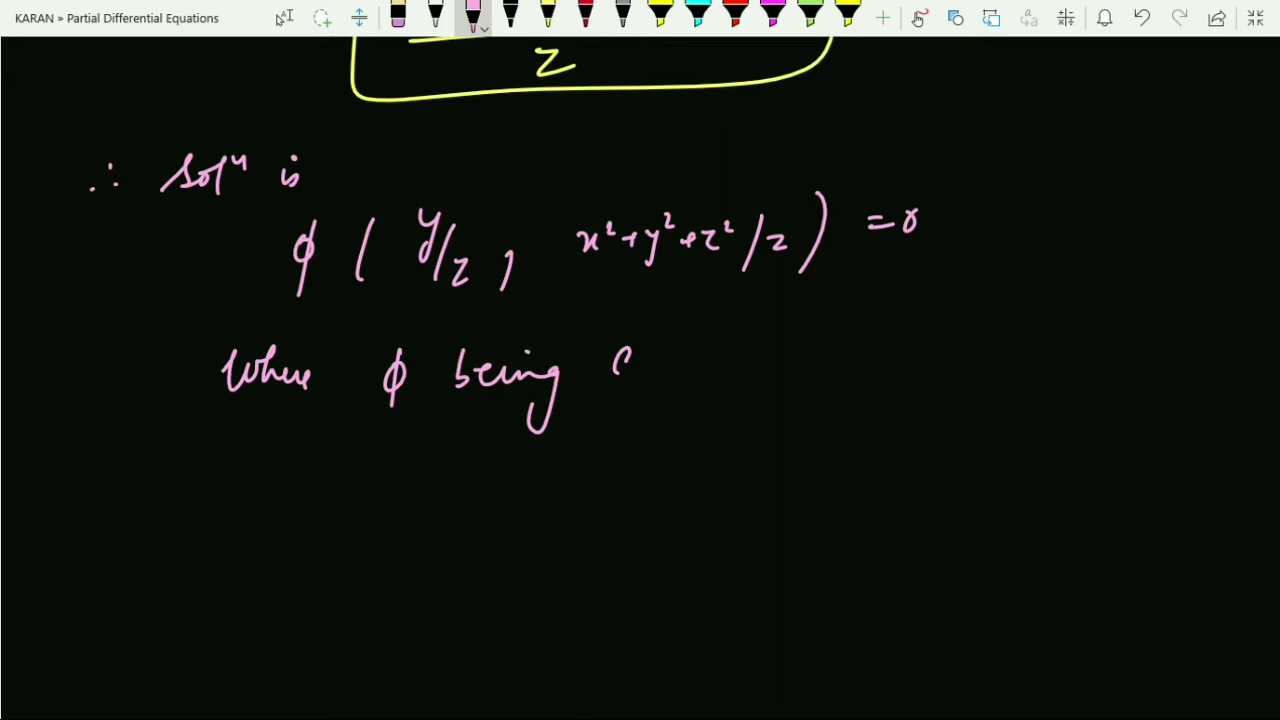 KARAN » Partial Differential Equations
z
∴ solⁿ is
ϕ ( y/z , x²+y²+z²/z ) = 0
where ϕ being